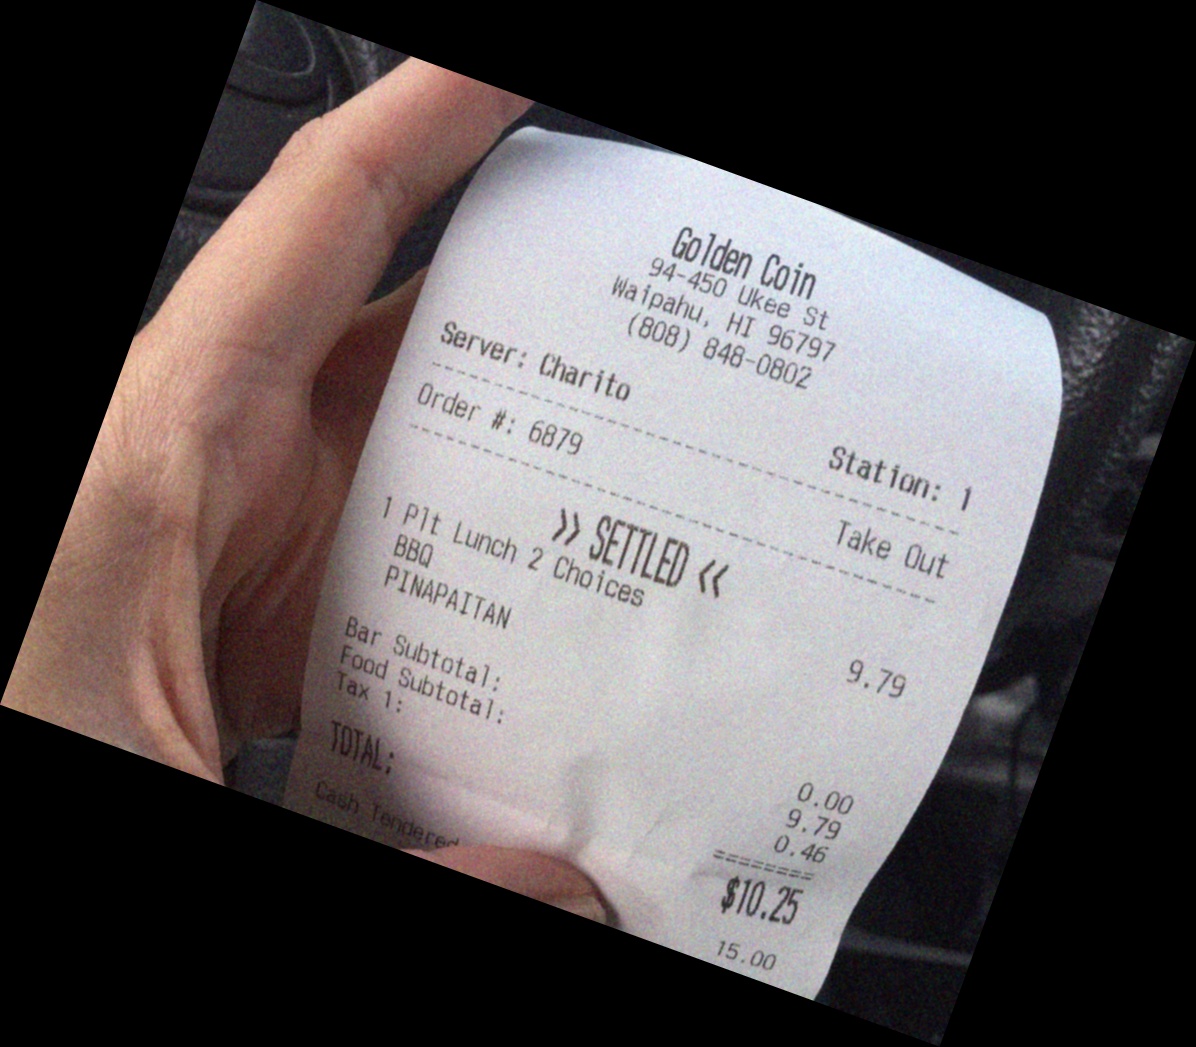 Golden Coin
94-450 Ukee St
Waipahu, HI 96797
(808) 848-0802
Server: Charito Station: 1
Order #: 6879 Take Out
>> SETTLED <<
1 Plt Lunch 2 Choices 9.79
BBQ
PINAPAITAN
Bar Subtotal: 0.00
Food Subtotal: 9.79
Tax 1: 0.46
TOTAL: $10.25
Cash Tendered 15.00